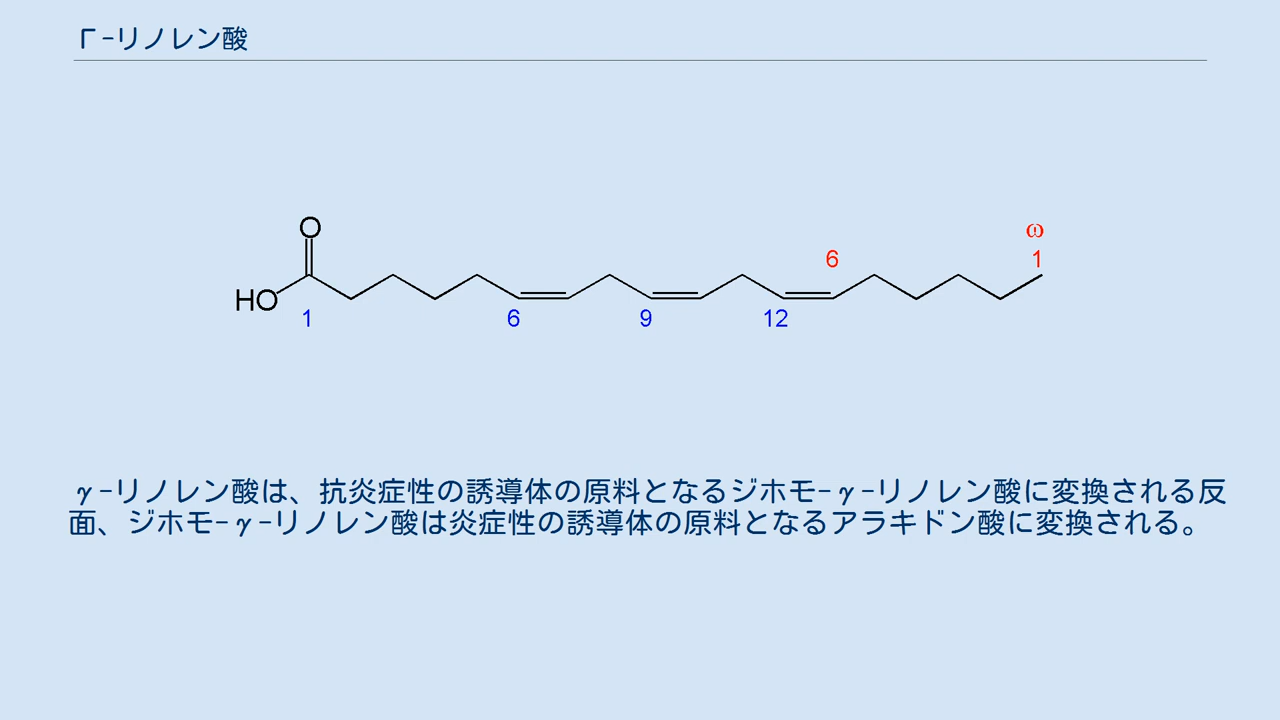 Γ-リノレン酸
O
ω
6
1
HO
1
6
9
12
γ-リノレン酸は、抗炎症性の誘導体の原料となるジホモ-γ-リノレン酸に変換される反
面、ジホモ-γ-リノレン酸は炎症性の誘導体の原料となるアラキドン酸に変換される。